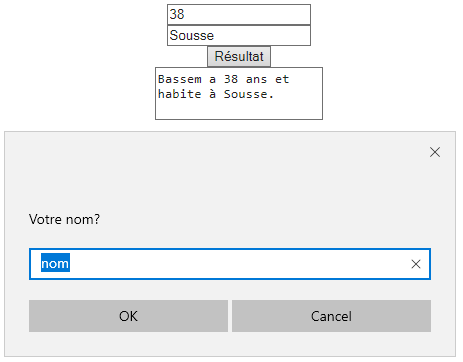 38
Sousse
Résultat
Bassem a 38 ans et
habite à Sousse.
Votre nom?
nom
OK
Cancel